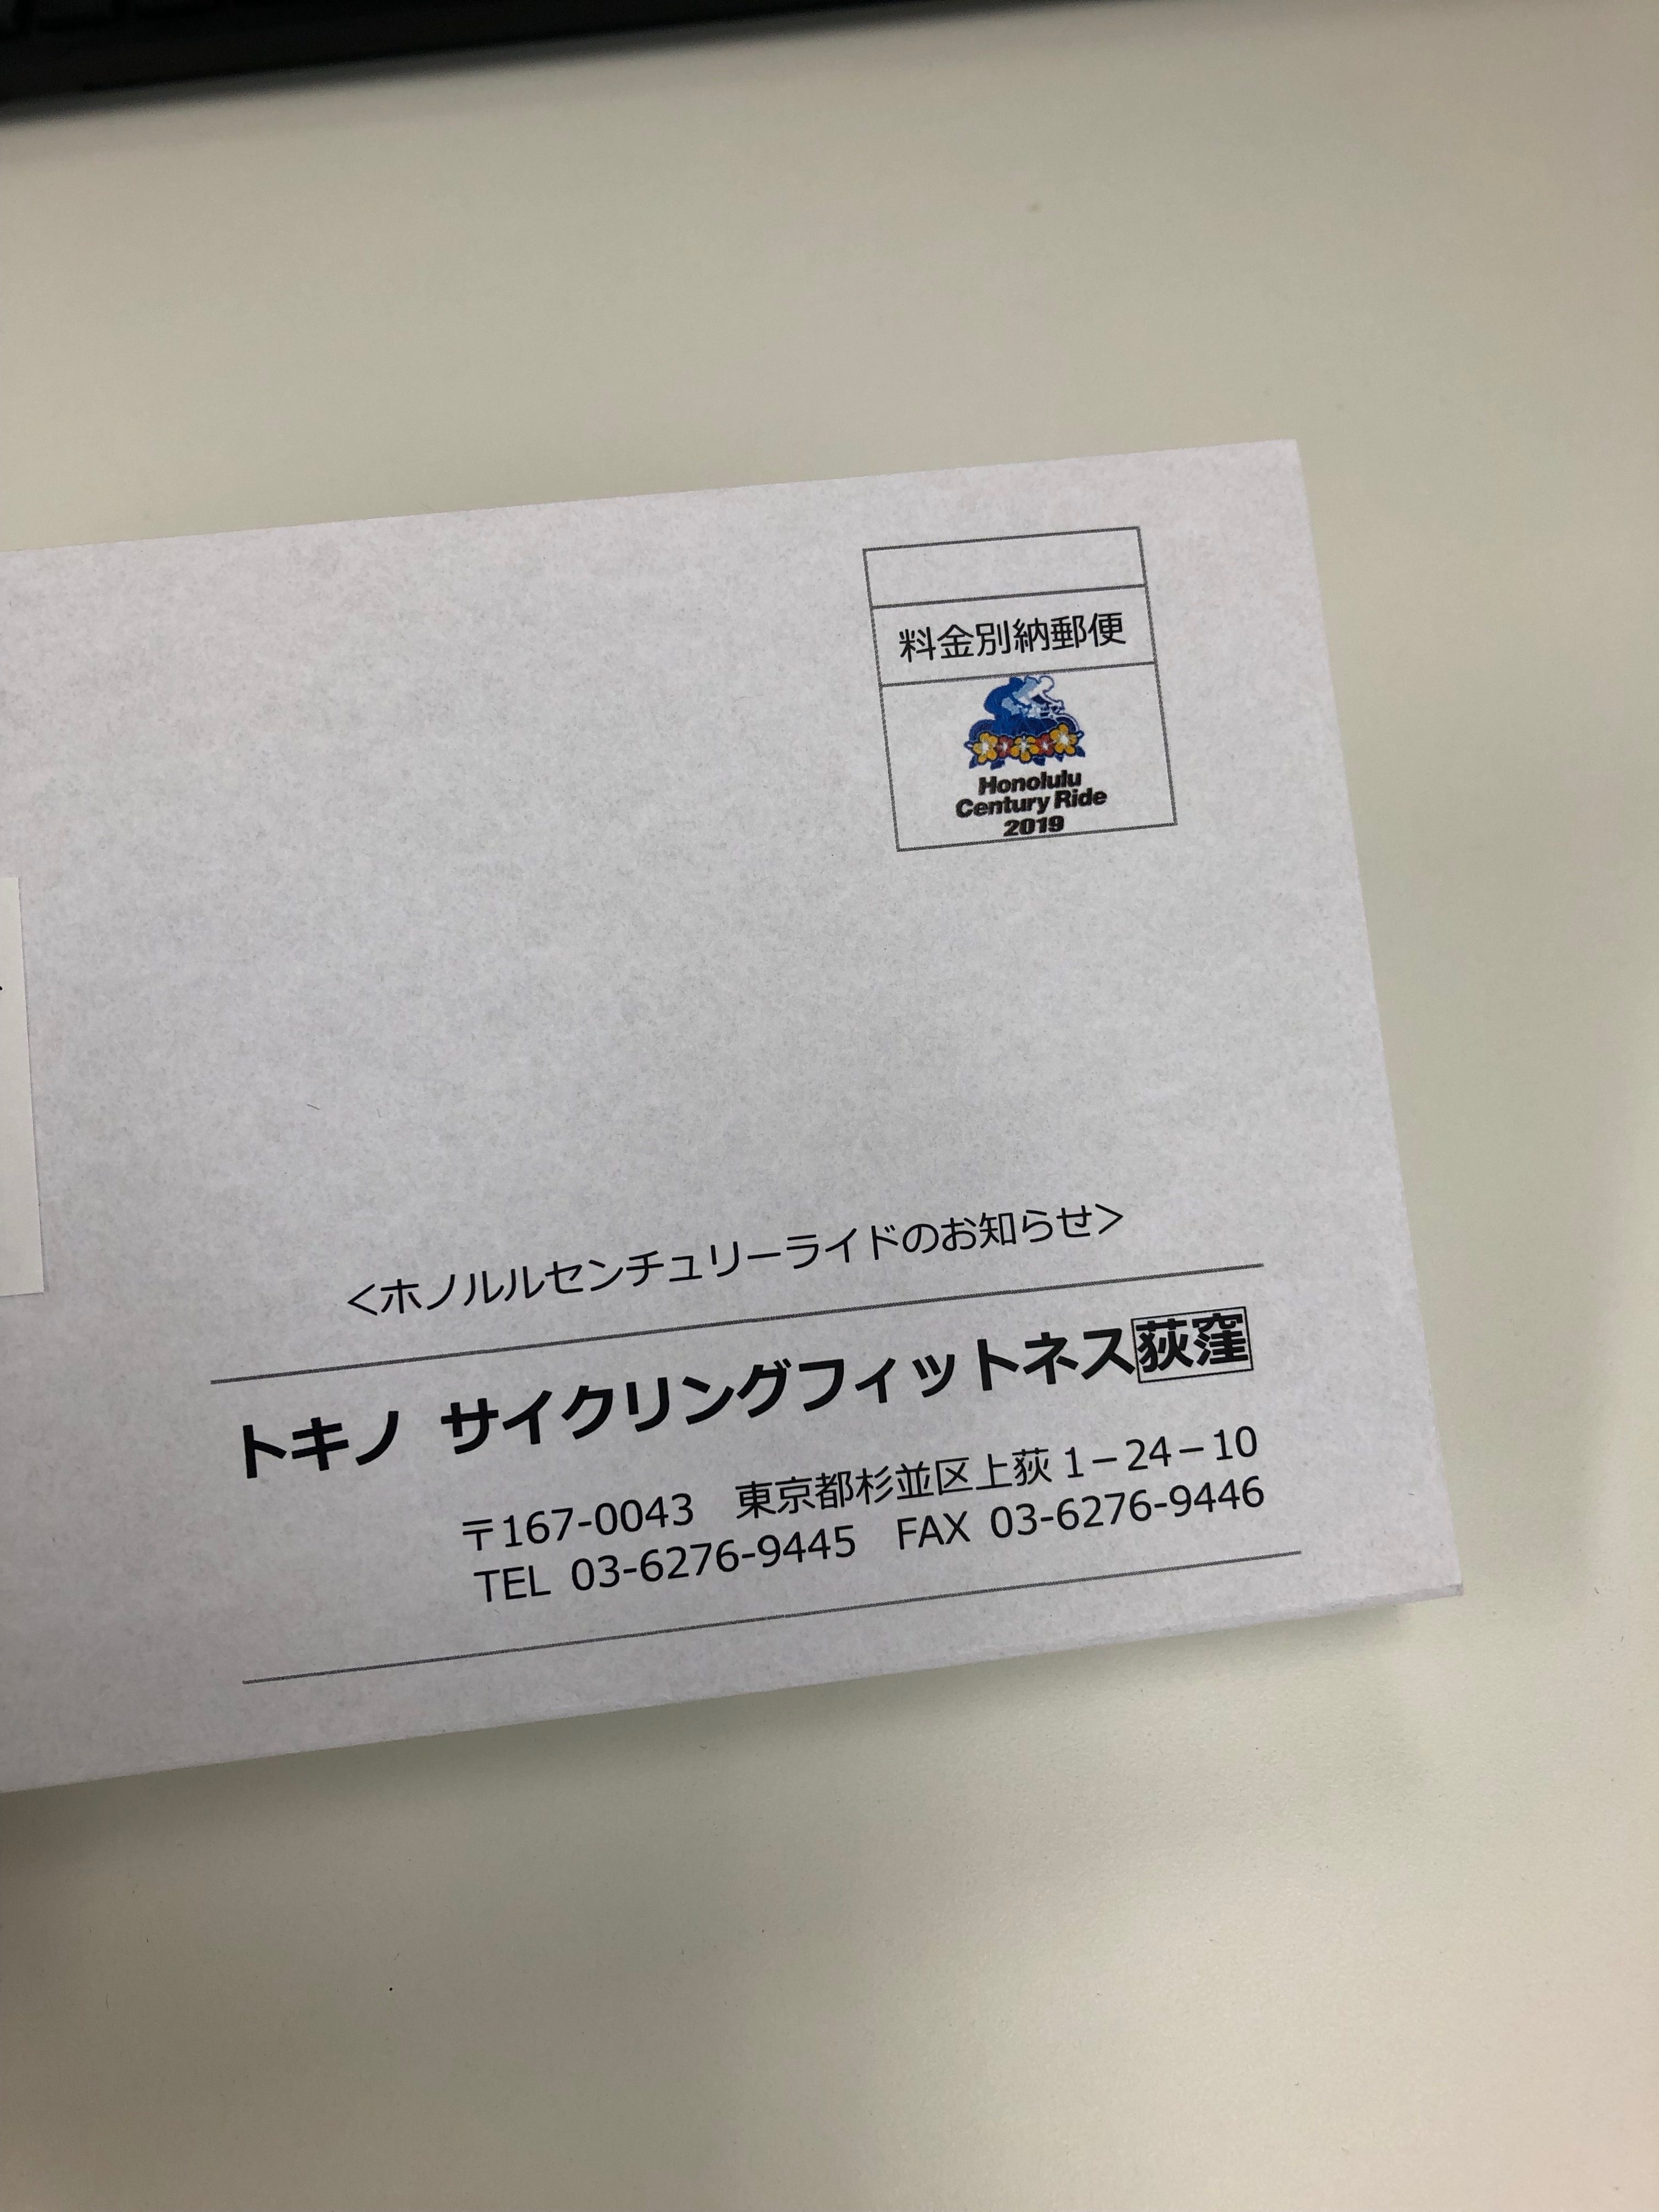 料金別納郵便
Honolulu
Century Ride
2019
<ホノルルセンチュリーライドのお知らせ>
トキノ サイクリングフィットネス荻窪
〒167-0043 東京都杉並区上荻1－24－10
TEL 03-6276-9445 FAX 03-6276-9446